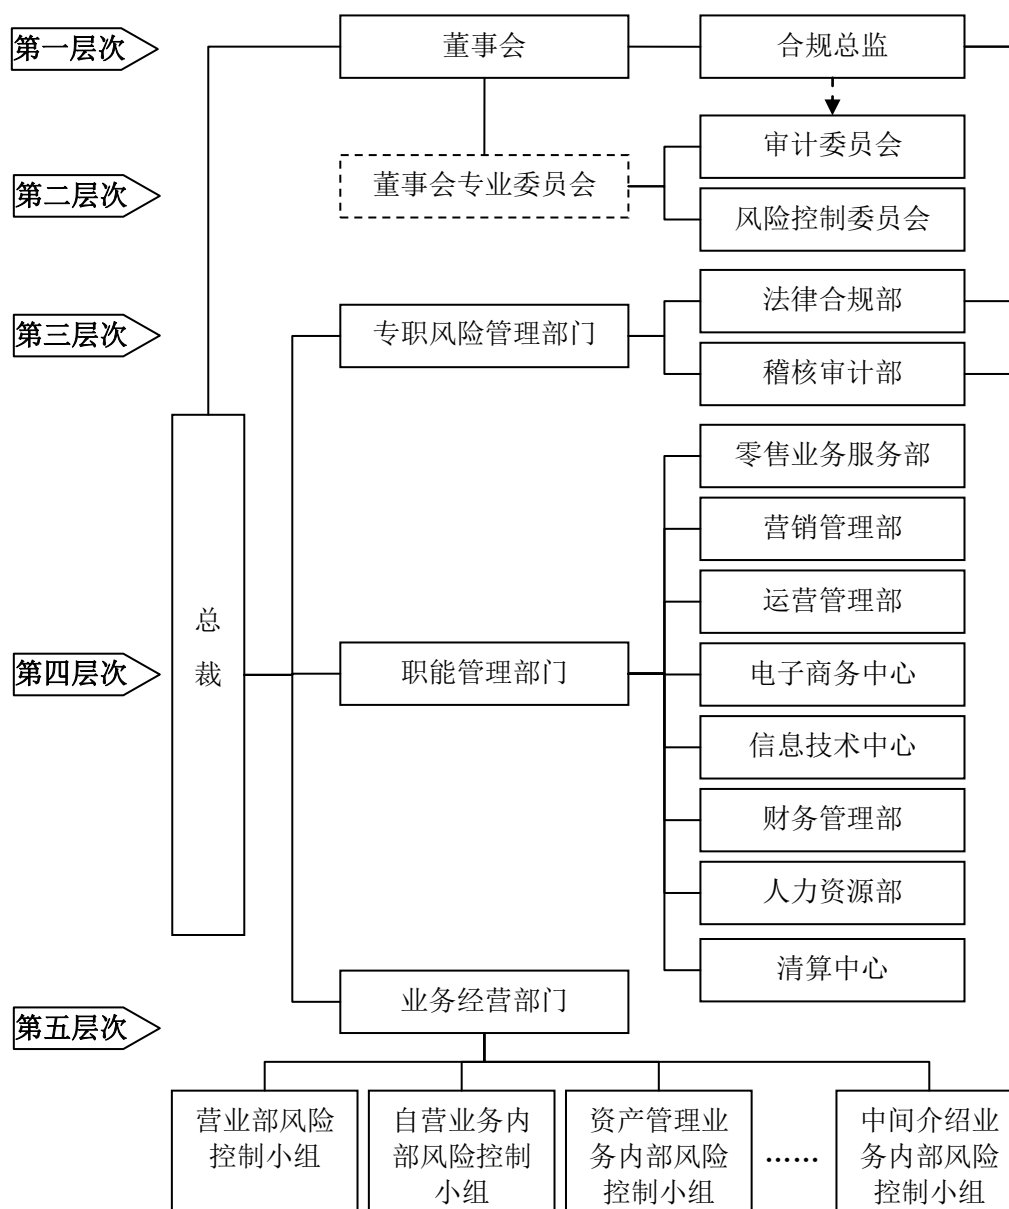 第一层次
董事会
合规总监
审计委员会
第二层次
董事会专业委员会
风险控制委员会
法律合规部
第三层次
专职风险管理部门
稽核审计部
零售业务服务部
营销管理部
运营管理部
总
裁
第四层次
职能管理部门
电子商务中心
信息技术中心
财务管理部
人力资源部
清算中心
第五层次
业务经营部门
营业部风险
控制小组
自营业务内
部风险控制
小组
资产管理业
务内部风险
控制小组
……
中间介绍业
务内部风险
控制小组